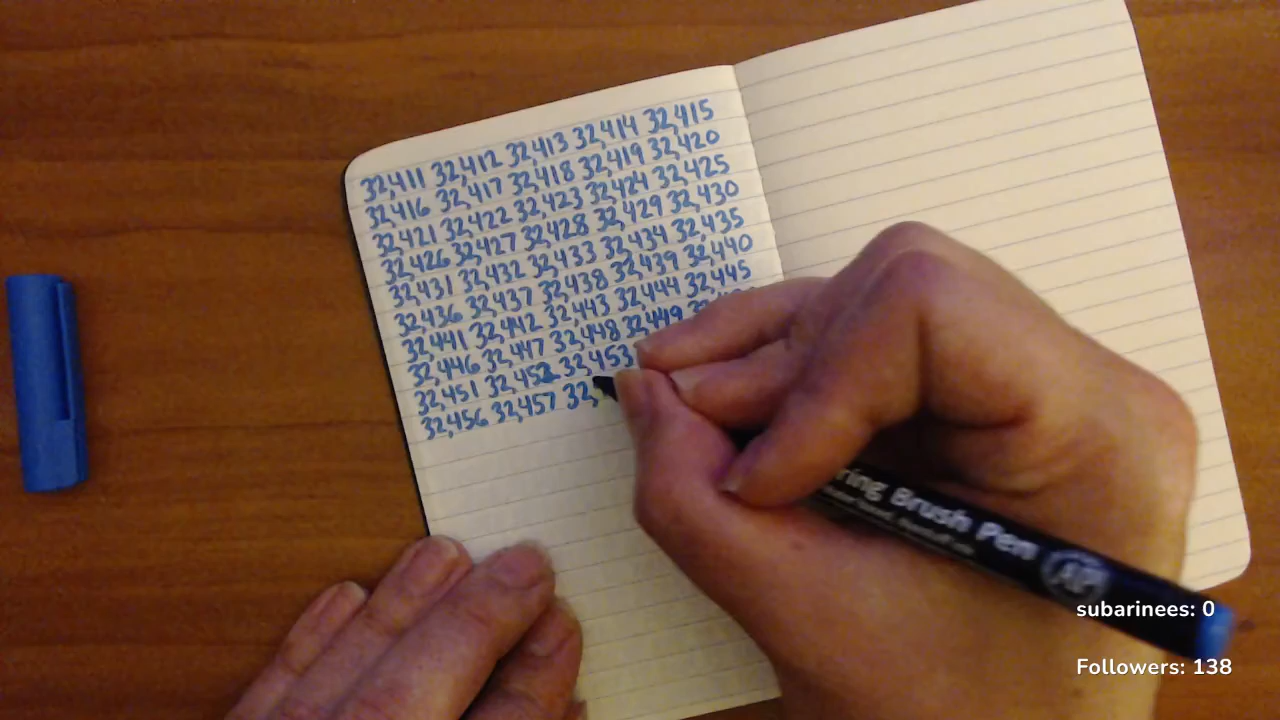 32,411 32,412 32,413 32,414 32,415
32,416 32,417 32,418 32,419 32,420
32,421 32,422 32,423 32,424 32,425
32,426 32,427 32,428 32,429 32,430
32,431 32,432 32,433 32,434 32,435
32,436 32,437 32,438 32,439 32,440
32,441 32,442 32,443 32,444 32,445
32,446 32,447 32,448 32,449
32,451 32,452 32,453
32,456 32,457 32,
Brush Pen
subarinees: 0
Followers: 138